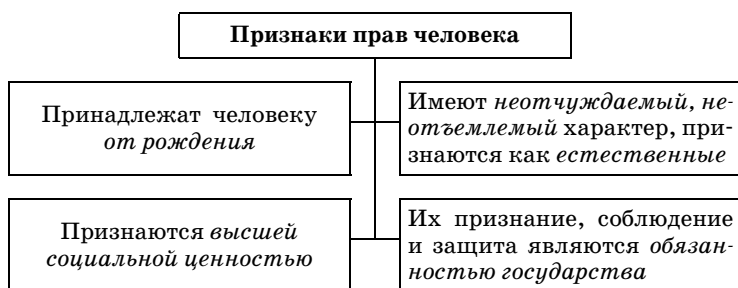 Признаки прав человека
Принадлежат человеку
от рождения
Имеют неотчуждаемый, не-
отъемлемый характер, при-
знаются как естественные
Признаются высшей
социальной ценностью
Их признание, соблюдение
и защита являются обязан-
ностью государства